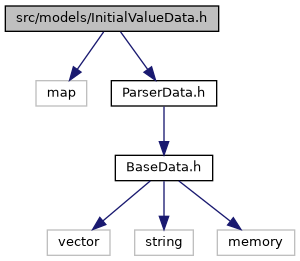 src/models/InitialValueData.h
map
ParserData.h
BaseData.h
vector
string
memory